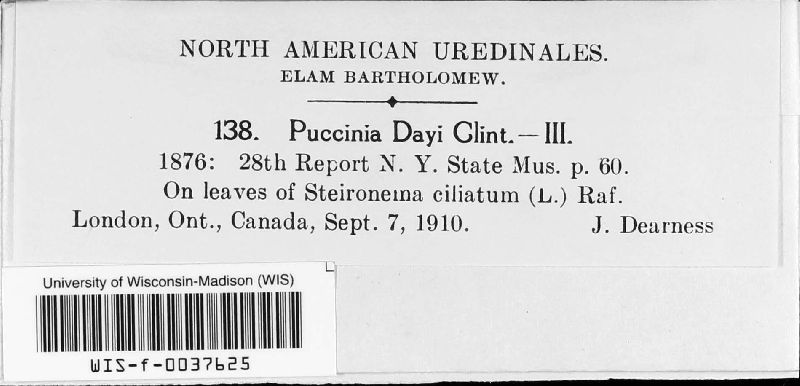 NORTH AMERICAN UREDINALES.
ELAM BARTHOLOMEW.
138. Puccinia Dayi Clint.—III.
1876: 28th Report N. Y. State Mus. p. 60.
On leaves of Steironema ciliatum (L.) Raf.
London, Ont., Canada, Sept. 7, 1910. J. Dearness
University of Wisconsin-Madison (WIS)
WIS-f-0037625